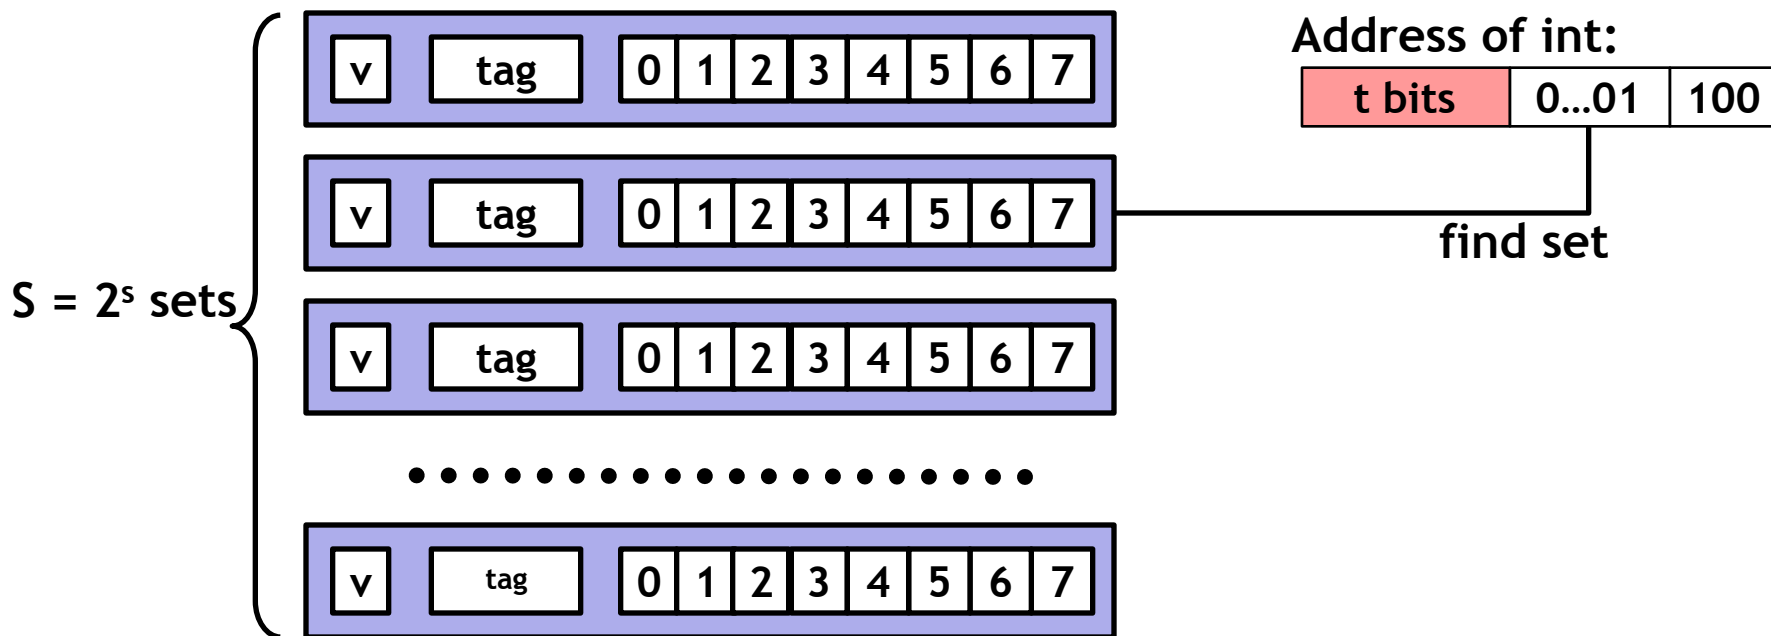 v tag 0 1 2 3 4 5 6 7
Address of int:
t bits 0...01 100
v tag 0 1 2 3 4 5 6 7
find set
S = 2ˢ sets
v tag 0 1 2 3 4 5 6 7
v tag 0 1 2 3 4 5 6 7